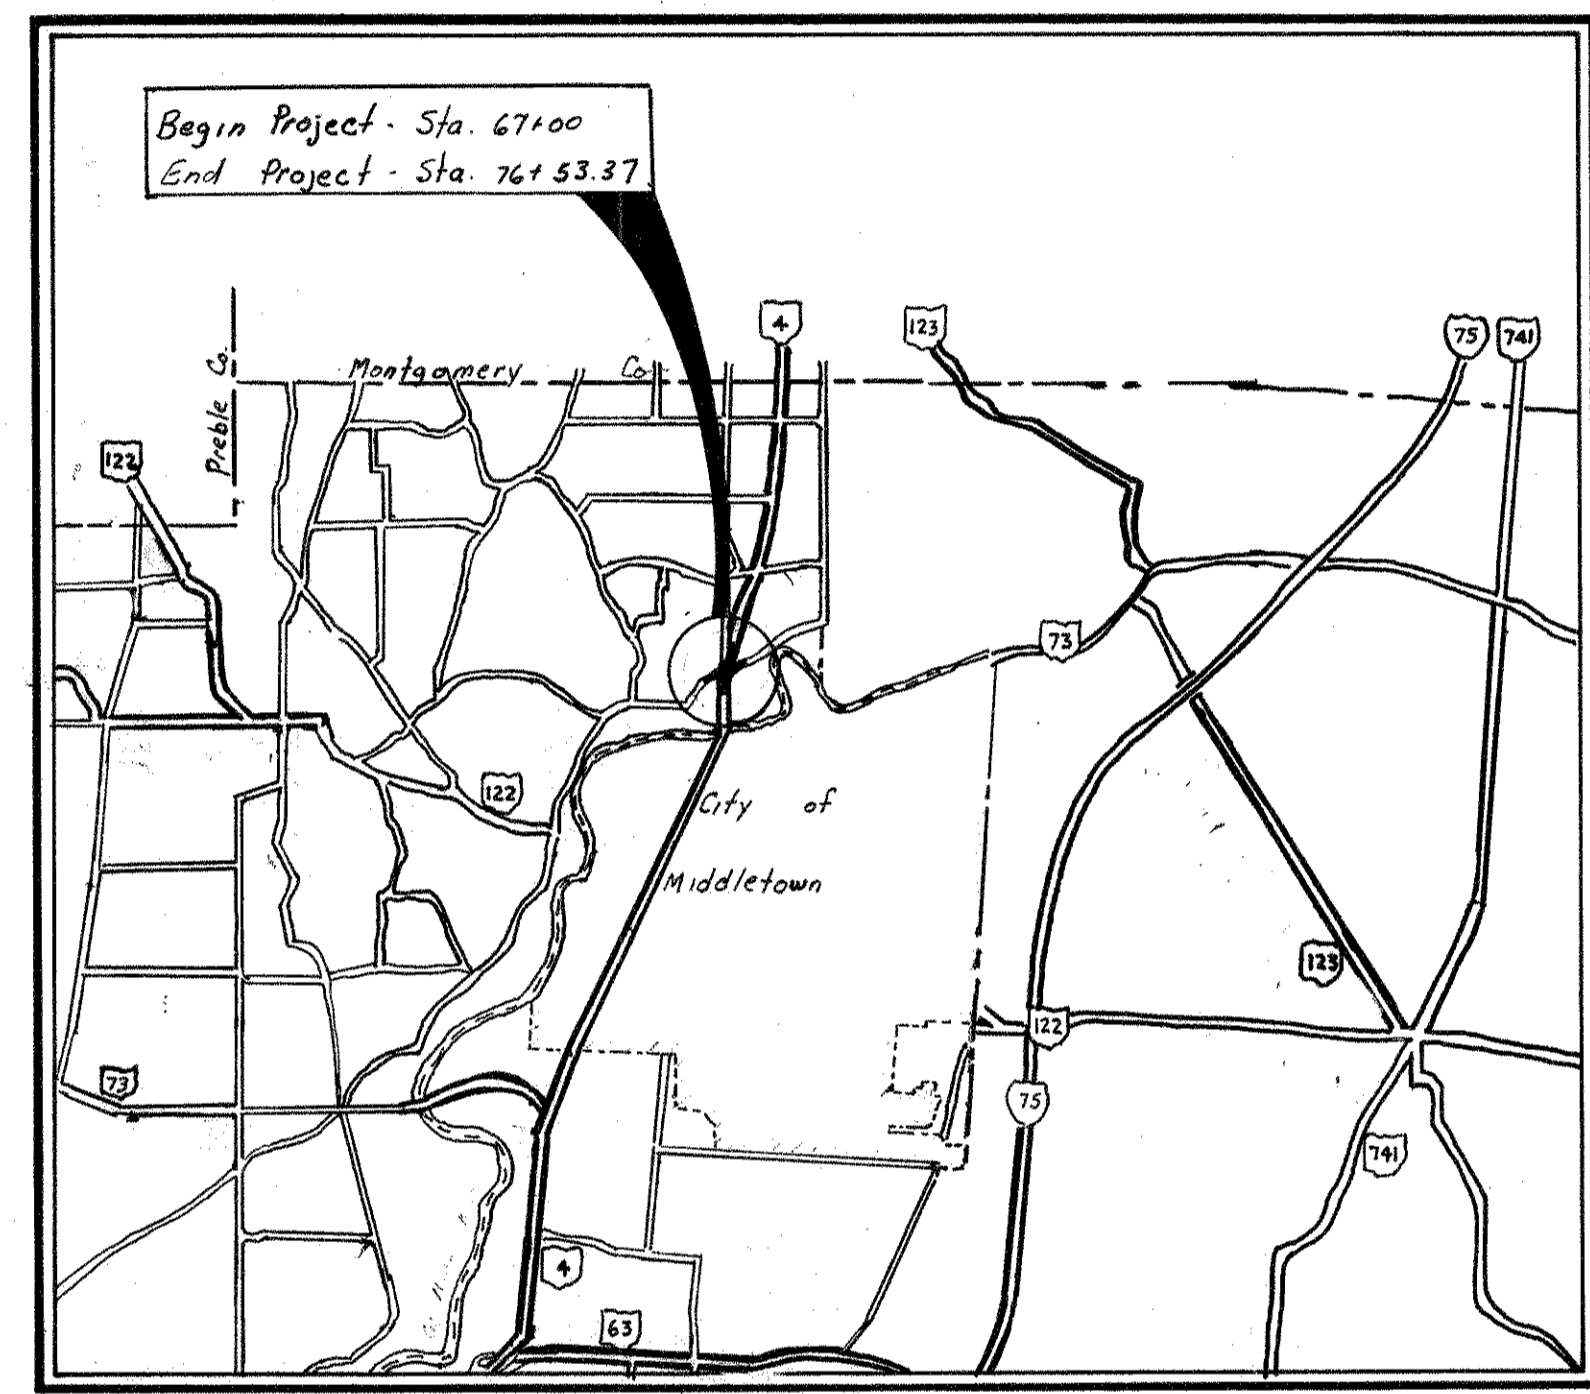 Begin Project - Sta. 67+00
End Project - Sta. 76+53.37
4
123
75
741
Montgomery Co.
Preble Co.
122
73
122
City of
Middletown
123
122
73
75
741
4
63